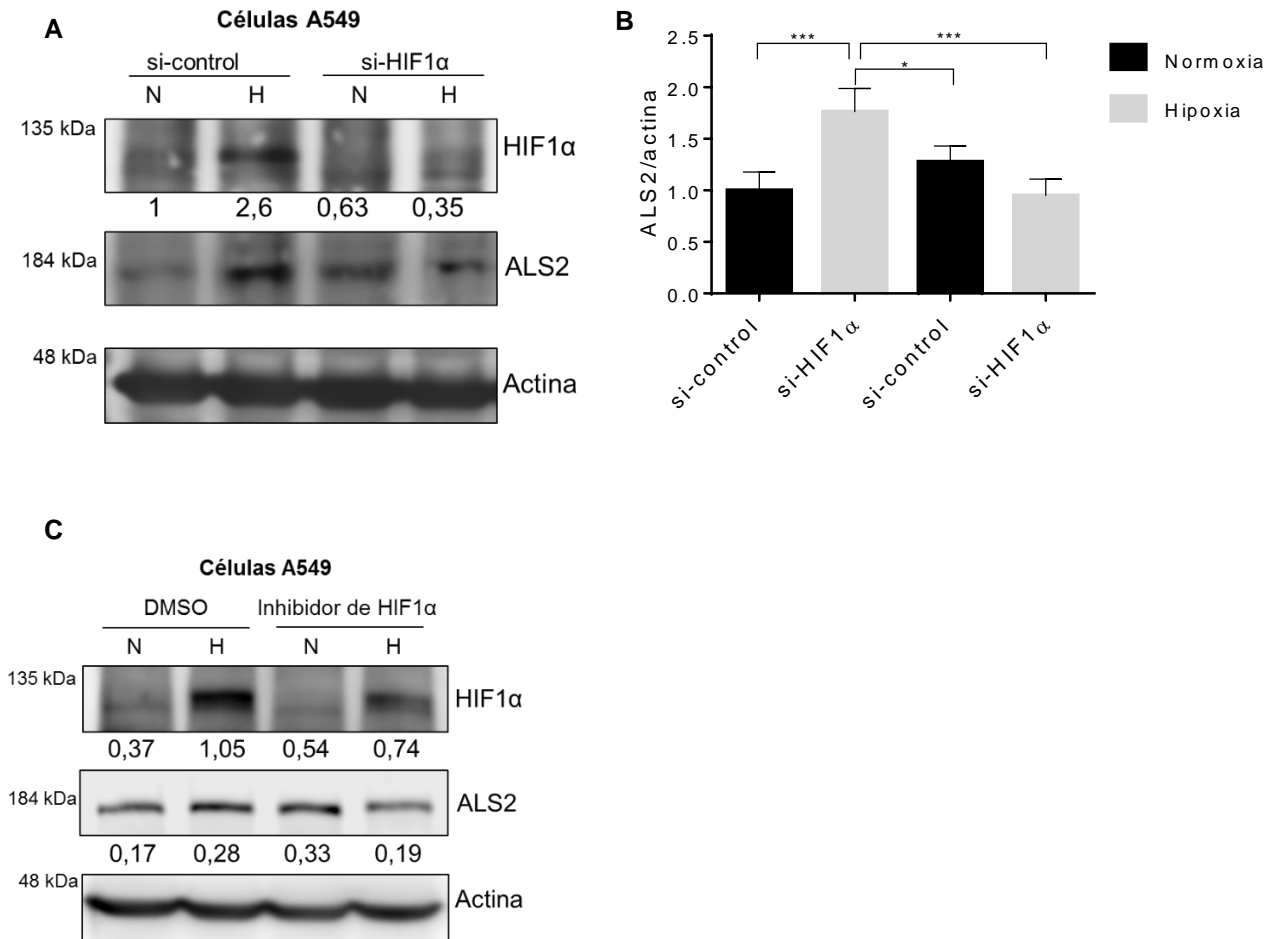 A
Células A549
si-control si-HIF1α
N H N H
135 kDa
HIF1α
1 2,6 0,63 0,35
184 kDa
ALS2
48 kDa
Actina
B
2.5
2.0
1.5
1.0
0.5
0.0
ALS2/actina
*** ***
*
si-control
si-HIF1α
si-control
si-HIF1α
Normoxia
Hipoxia
C
Células A549
DMSO Inhibidor de HIF1α
N H N H
135 kDa
HIF1α
0,37 1,05 0,54 0,74
184 kDa
ALS2
0,17 0,28 0,33 0,19
48 kDa
Actina